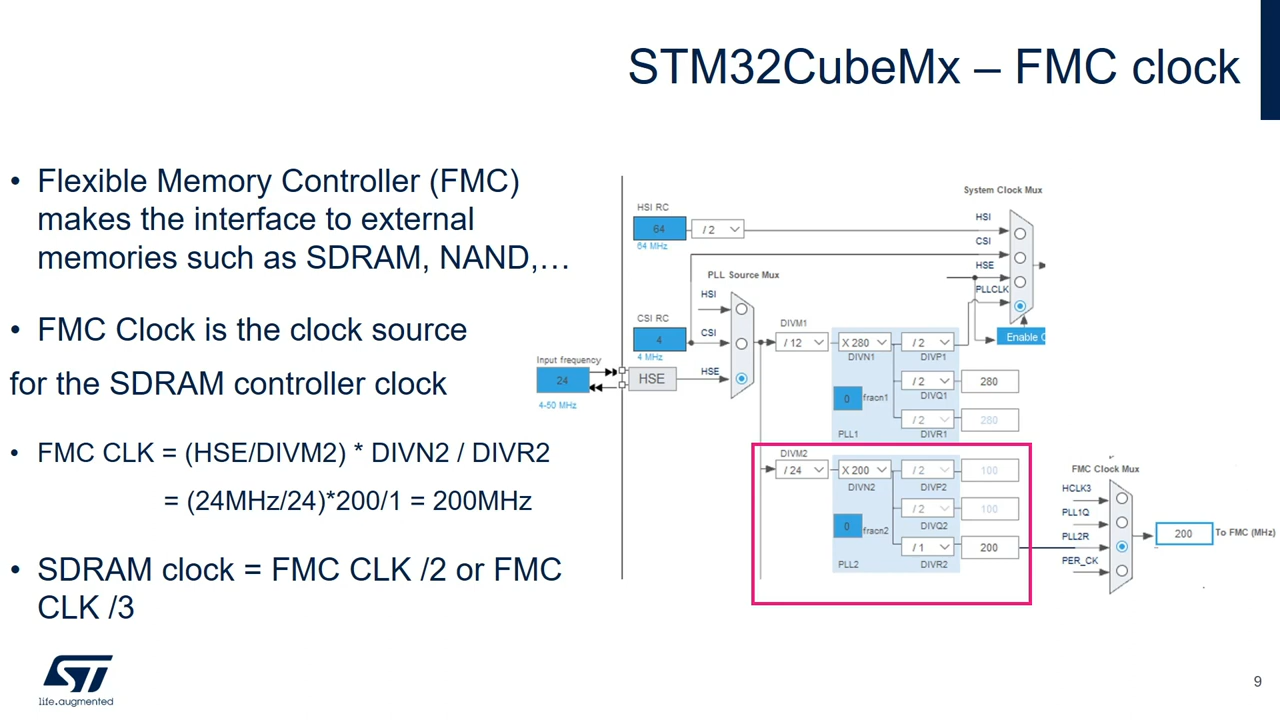 STM32CubeMx – FMC clock
• Flexible Memory Controller (FMC)
makes the interface to external
memories such as SDRAM, NAND,…
• FMC Clock is the clock source
for the SDRAM controller clock
• FMC CLK = (HSE/DIVM2) * DIVN2 / DIVR2
= (24MHz/24)*200/1 = 200MHz
• SDRAM clock = FMC CLK /2 or FMC
CLK /3
System Clock Mux
HSI RC
64
64 MHz
/ 2
HSI
CSI
HSE
PLLCLK
Enable C
PLL Source Mux
HSI
CSI
HSE
CSI RC
4
4 MHz
Input frequency
24
4-50 MHz
HSE
DIVM1
/ 12
X 280
DIVN1
/ 2
DIVP1
/ 2
280
DIVQ1
0
fracn1
/ 2
280
DIVR1
PLL1
DIVM2
/ 24
X 200
DIVN2
/ 2
100
DIVP2
/ 2
100
DIVQ2
0
fracn2
/ 1
200
DIVR2
PLL2
FMC Clock Mux
HCLK3
PLL1Q
PLL2R
PER_CK
200
To FMC (MHz)
ST
life.augmented
9